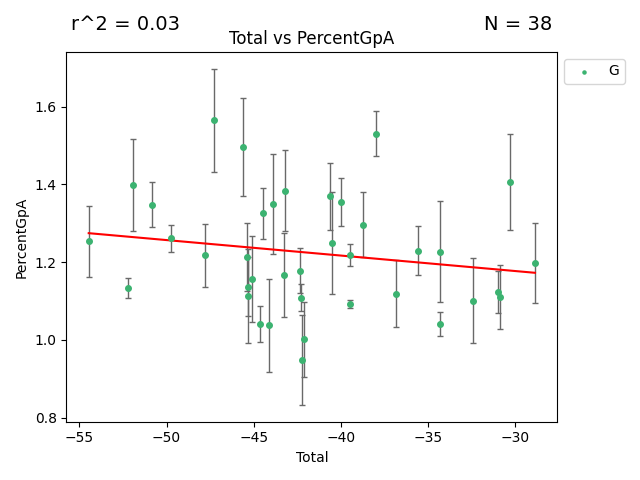 r^2 = 0.03
N = 38
Total vs PercentGpA
G
PercentGpA
1.6
1.4
1.2
1.0
0.8
−55
−50
−45
−40
−35
−30
Total